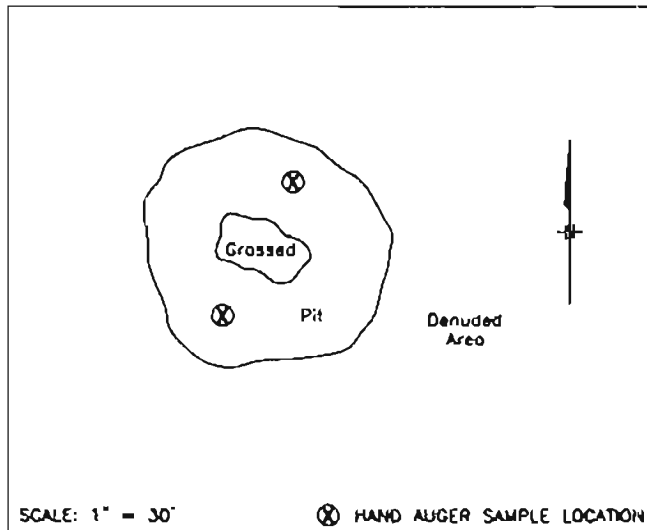 Grassed
Pit
Denuded
Area
SCALE: 1" = 30'
HAND AUGER SAMPLE LOCATION